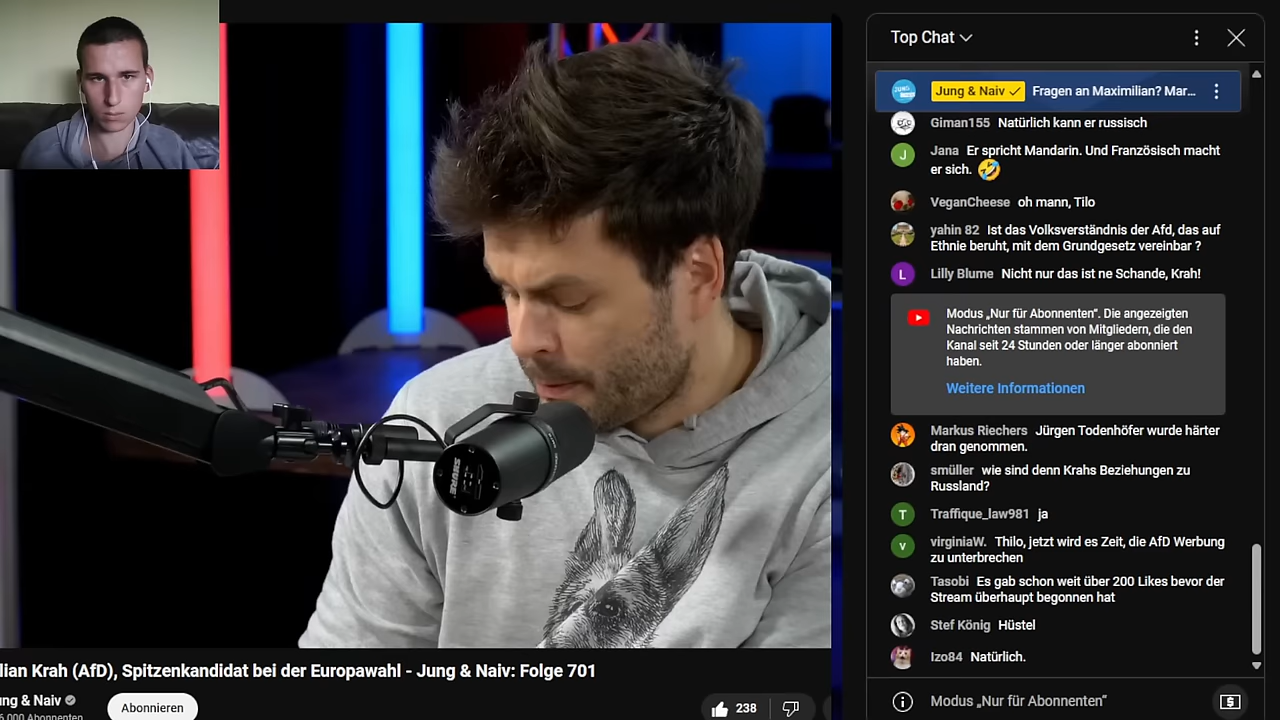 Top Chat
Jung & Naiv Fragen an Maximilian? Mar...
Giman155 Natürlich kann er russisch
Jana Er spricht Mandarin. Und Französisch macht
er sich. 🤣
VeganCheese oh mann, Tilo
yahin 82 Ist das Volksverständnis der Afd, das auf
Ethnie beruht, mit dem Grundgesetz vereinbar ?
Lilly Blume Nicht nur das ist ne Schande, Krah!
Modus „Nur für Abonnenten“. Die angezeigten
Nachrichten stammen von Mitgliedern, die den
Kanal seit 24 Stunden oder länger abonniert
haben.
Weitere Informationen
Markus Riechers Jürgen Todenhöfer wurde härter
dran genommen.
smüller wie sind denn Krahs Beziehungen zu
Russland?
Traffique_law981 ja
virginiaW. Thilo, jetzt wird es Zeit, die AfD Werbung
zu unterbrechen
Tasobi Es gab schon weit über 200 Likes bevor der
Stream überhaupt begonnen hat
Stef König Hüstel
Izo84 Natürlich.
Modus „Nur für Abonnenten“
SHURE
lian Krah (AfD), Spitzenkandidat bei der Europawahl - Jung & Naiv: Folge 701
ng & Naiv
Abonnenten
Abonnieren
238